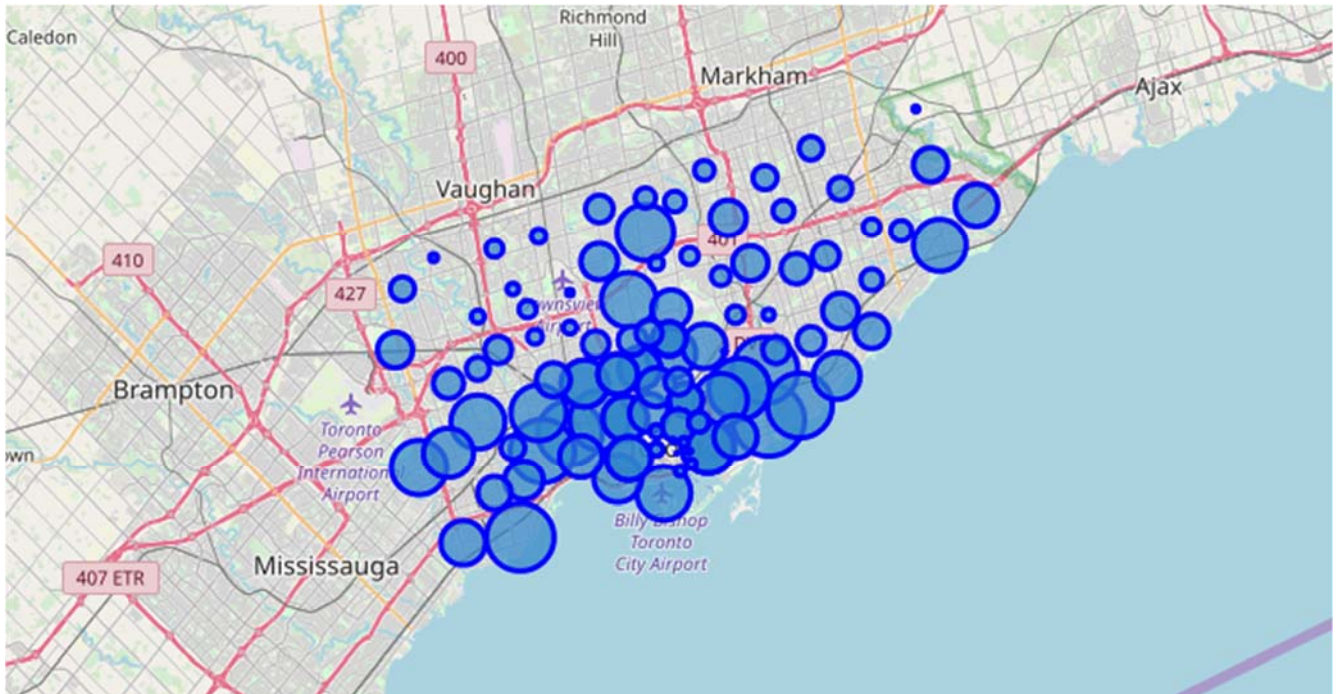 Richmond
Hill
Caledon
400
Markham
Ajax
Vaughan
401
410
427
Airport
Brampton
Toronto
Pearson
International
Airport
Billy Bishop
Toronto
City Airport
Mississauga
407 ETR